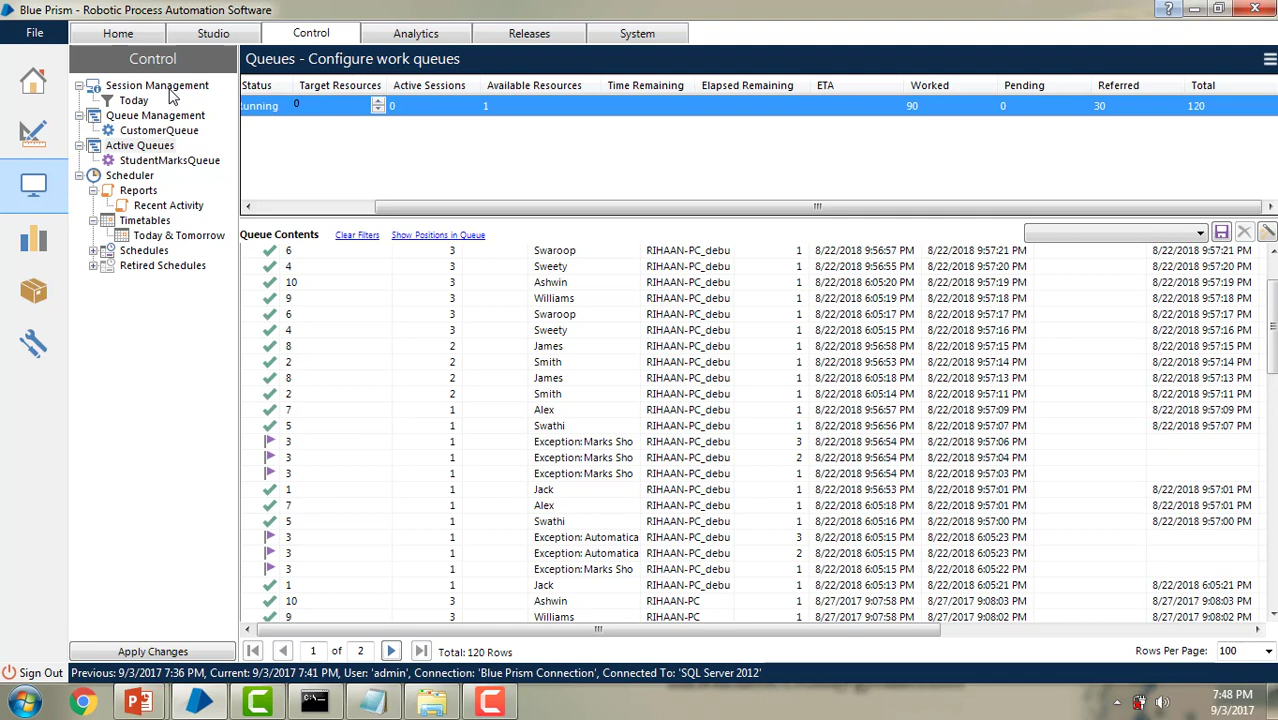 Blue Prism - Robotic Process Automation Software
File Home Studio Control Analytics Releases System
Control
Queues - Configure work queues
Session Management
Today
Queue Management
CustomerQueue
Active Queues
StudentMarksQueue
Scheduler
Reports
Recent Activity
Timetables
Today & Tomorrow
Schedules
Retired Schedules
Apply Changes
Sign Out
Status Target Resources Active Sessions Available Resources Time Remaining Elapsed Remaining ETA Worked Pending Referred Total
unning 0 0 1 90 0 30 120
Queue Contents Clear Filters Show Positions in Queue
6 3 Swaroop RIHAAN-PC_debu 1 8/22/2018 9:56:57 PM 8/22/2018 9:57:21 PM 8/22/2018 9:57:21 PM
4 3 Sweety RIHAAN-PC_debu 1 8/22/2018 9:56:55 PM 8/22/2018 9:57:20 PM 8/22/2018 9:57:20 PM
10 3 Ashwin RIHAAN-PC_debu 1 8/22/2018 6:05:20 PM 8/22/2018 9:57:19 PM 8/22/2018 9:57:19 PM
9 3 Williams RIHAAN-PC_debu 1 8/22/2018 6:05:19 PM 8/22/2018 9:57:18 PM 8/22/2018 9:57:18 PM
6 3 Swaroop RIHAAN-PC_debu 1 8/22/2018 6:05:17 PM 8/22/2018 9:57:17 PM 8/22/2018 9:57:17 PM
4 3 Sweety RIHAAN-PC_debu 1 8/22/2018 6:05:15 PM 8/22/2018 9:57:16 PM 8/22/2018 9:57:16 PM
8 2 James RIHAAN-PC_debu 1 8/22/2018 9:56:58 PM 8/22/2018 9:57:15 PM 8/22/2018 9:57:15 PM
2 2 Smith RIHAAN-PC_debu 1 8/22/2018 9:56:53 PM 8/22/2018 9:57:14 PM 8/22/2018 9:57:14 PM
8 2 James RIHAAN-PC_debu 1 8/22/2018 6:05:18 PM 8/22/2018 9:57:13 PM 8/22/2018 9:57:13 PM
2 2 Smith RIHAAN-PC_debu 1 8/22/2018 6:05:14 PM 8/22/2018 9:57:11 PM 8/22/2018 9:57:11 PM
7 1 Alex RIHAAN-PC_debu 1 8/22/2018 9:56:57 PM 8/22/2018 9:57:09 PM 8/22/2018 9:57:09 PM
5 1 Swathi RIHAAN-PC_debu 1 8/22/2018 9:56:56 PM 8/22/2018 9:57:07 PM 8/22/2018 9:57:07 PM
3 1 Exception: Marks Sho RIHAAN-PC_debu 3 8/22/2018 9:56:54 PM 8/22/2018 9:57:06 PM
3 1 Exception: Marks Sho RIHAAN-PC_debu 2 8/22/2018 9:56:54 PM 8/22/2018 9:57:04 PM
3 1 Exception: Marks Sho RIHAAN-PC_debu 1 8/22/2018 9:56:54 PM 8/22/2018 9:57:03 PM
1 1 Jack RIHAAN-PC_debu 1 8/22/2018 9:56:53 PM 8/22/2018 9:57:01 PM 8/22/2018 9:57:01 PM
7 1 Alex RIHAAN-PC_debu 1 8/22/2018 6:05:18 PM 8/22/2018 9:57:01 PM 8/22/2018 9:57:01 PM
5 1 Swathi RIHAAN-PC_debu 1 8/22/2018 6:05:16 PM 8/22/2018 9:57:00 PM 8/22/2018 9:57:00 PM
3 1 Exception: Automatica RIHAAN-PC_debu 3 8/22/2018 6:05:15 PM 8/22/2018 6:05:23 PM
3 1 Exception: Automatica RIHAAN-PC_debu 2 8/22/2018 6:05:15 PM 8/22/2018 6:05:23 PM
3 1 Exception: Marks Sho RIHAAN-PC_debu 1 8/22/2018 6:05:15 PM 8/22/2018 6:05:22 PM
1 1 Jack RIHAAN-PC_debu 1 8/22/2018 6:05:13 PM 8/22/2018 6:05:21 PM 8/22/2018 6:05:21 PM
10 3 Ashwin RIHAAN-PC 1 8/27/2017 9:07:58 PM 8/27/2017 9:08:03 PM 8/27/2017 9:08:03 PM
9 3 Williams RIHAAN-PC 1 8/27/2017 9:07:58 PM 8/27/2017 9:08:03 PM 8/27/2017 9:08:03 PM
1 of 2 Total: 120 Rows Rows Per Page: 100
Previous: 9/3/2017 7:36 PM, Current: 9/3/2017 7:41 PM, User: 'admin', Connection: 'Blue Prism Connection', Connected To: 'SQL Server 2012'
7:48 PM
9/3/2017